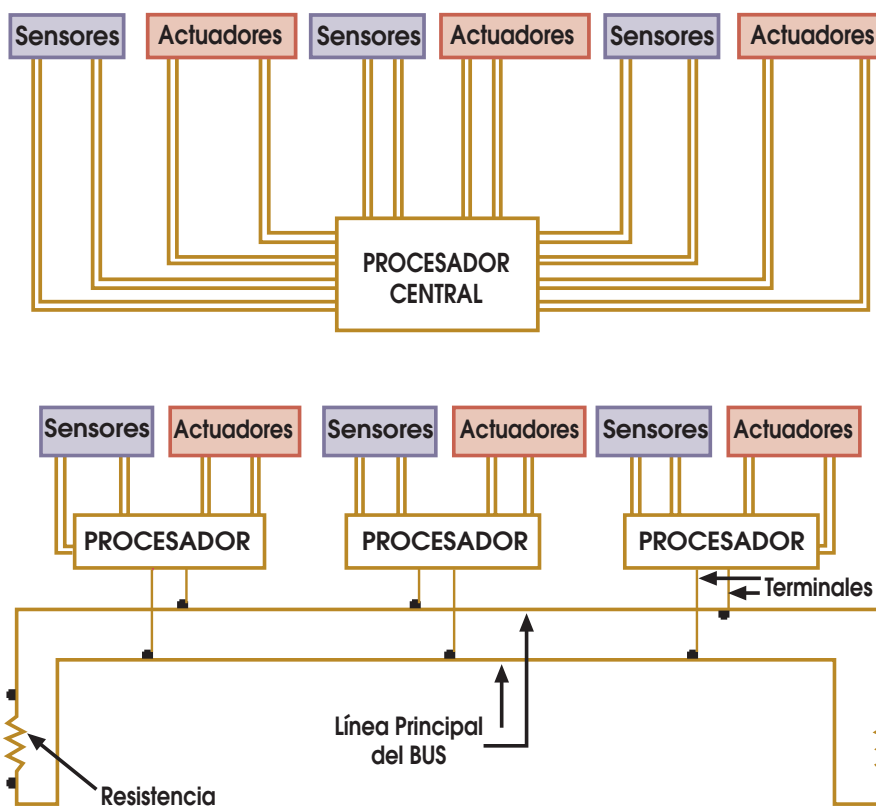 Sensores Actuadores Sensores Actuadores Sensores Actuadores
PROCESADOR
CENTRAL
Sensores Actuadores Sensores Actuadores Sensores Actuadores
PROCESADOR PROCESADOR PROCESADOR
Terminales
Línea Principal
del BUS
Resistencia